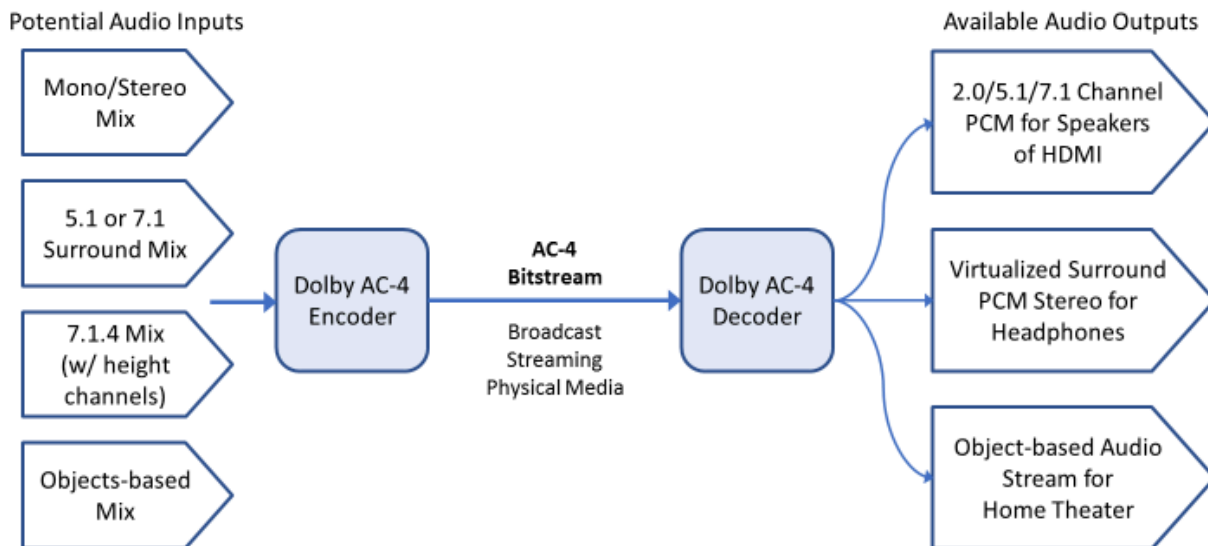 Potential Audio Inputs
Mono/Stereo
Mix
5.1 or 7.1
Surround Mix
7.1.4 Mix
(w/ height
channels)
Objects-based
Mix
Dolby AC-4
Encoder
AC-4
Bitstream
Broadcast
Streaming
Physical Media
Dolby AC-4
Decoder
Available Audio Outputs
2.0/5.1/7.1 Channel
PCM for Speakers
of HDMI
Virtualized Surround
PCM Stereo for
Headphones
Object-based Audio
Stream for
Home Theater